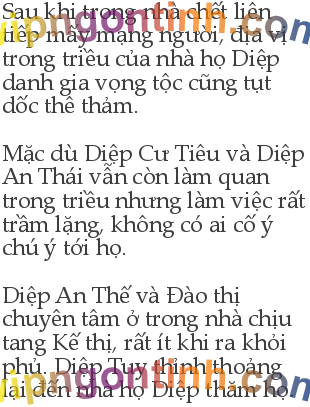 Sau khi trong nhà chết liên
tiếp mấy mạng người, địa vị
trong triều của nhà họ Diệp
danh gia vọng tộc cũng tụt
dốc thê thảm.
Mặc dù Diệp Cư Tiêu và Diệp
An Thái vẫn còn làm quan
trong triều nhưng làm việc rất
trầm lặng, không có ai cố ý
chú ý tới họ.
Diệp An Thế và Đào thị
chuyên tâm ở trong nhà chịu
tang Kế thị, rất ít khi ra khỏi
phủ. Diệp Tuy thỉnh thoảng
lại đến nhà họ Diệp thăm họ.
vipngontinh.com
vipngontinh.com